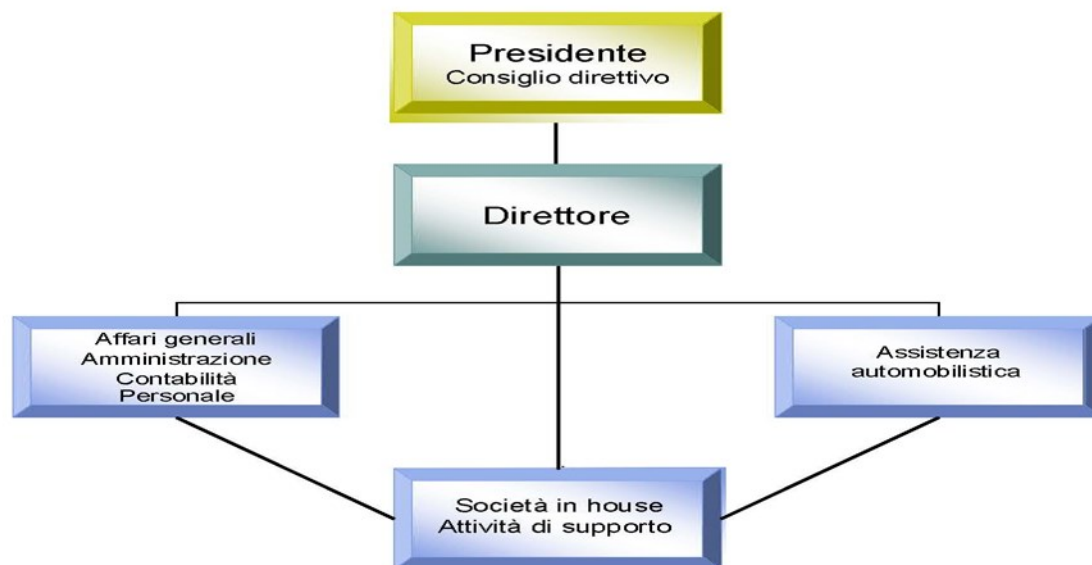 Presidente
Consiglio direttivo
Direttore
Affari generali
Amministrazione
Contabilità
Personale
Assistenza
automobilistica
Società in house
Attività di supporto